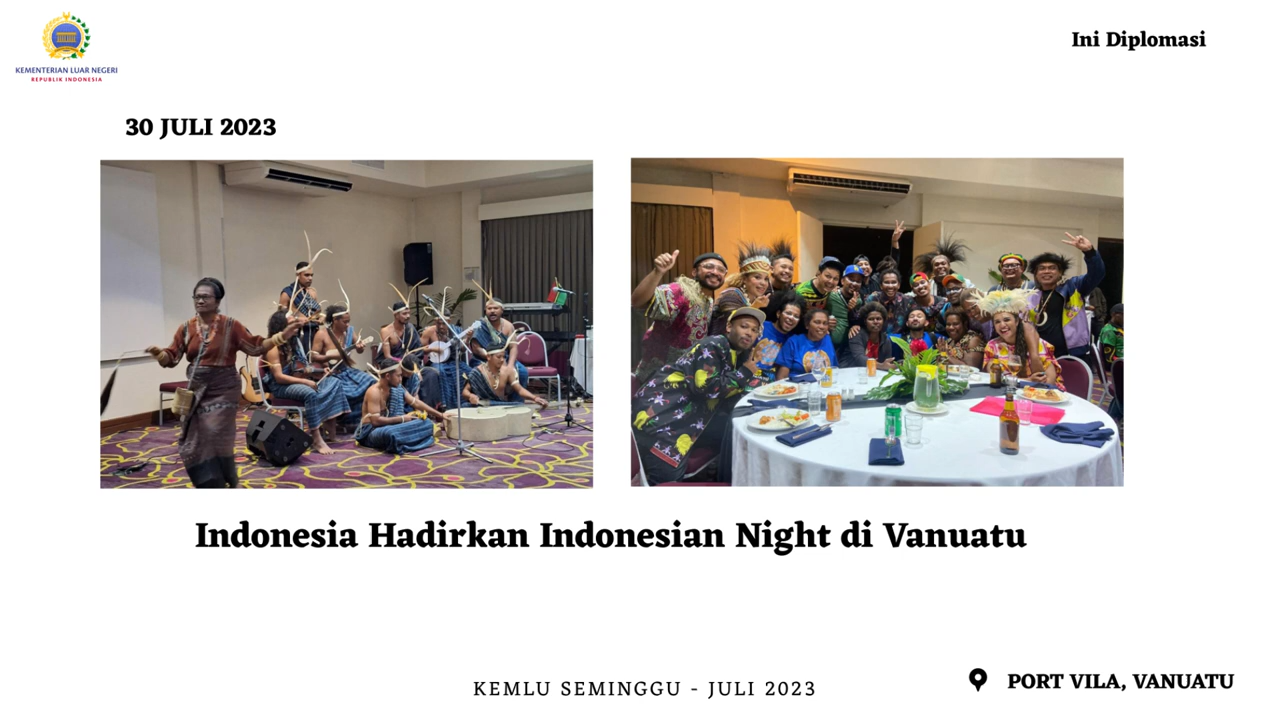 KEMENTERIAN LUAR NEGERI
REPUBLIK INDONESIA
Ini Diplomasi
30 JULI 2023
Indonesia Hadirkan Indonesian Night di Vanuatu
KEMLU SEMINGGU - JULI 2023
PORT VILA, VANUATU